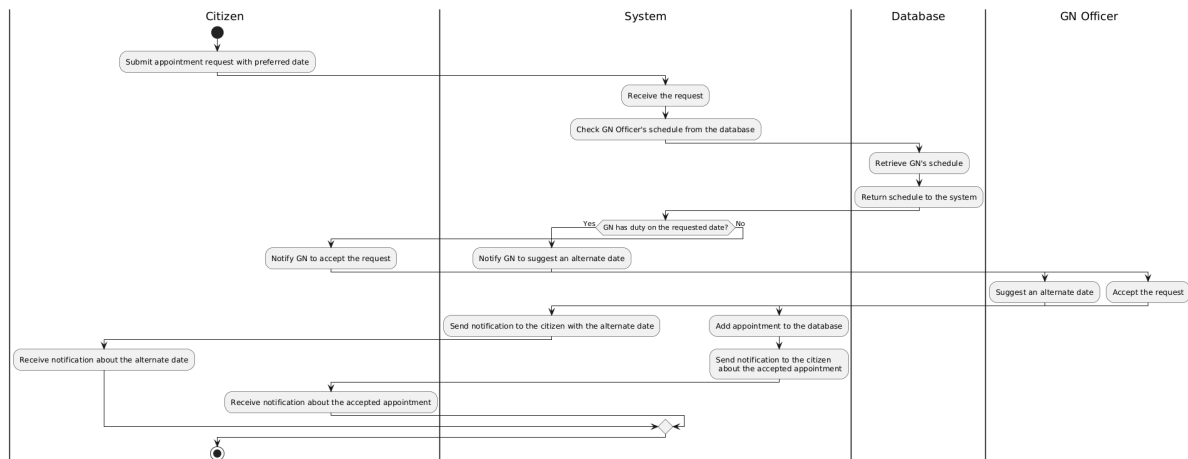 Citizen
System
Database
GN Officer
Submit appointment request with preferred date
Receive the request
Check GN Officer's schedule from the database
Retrieve GN's schedule
Return schedule to the system
Yes
GN has duty on the requested date?
No
Notify GN to accept the request
Notify GN to suggest an alternate date
Suggest an alternate date
Accept the request
Send notification to the citizen with the alternate date
Add appointment to the database
Receive notification about the alternate date
Send notification to the citizen
about the accepted appointment
Receive notification about the accepted appointment